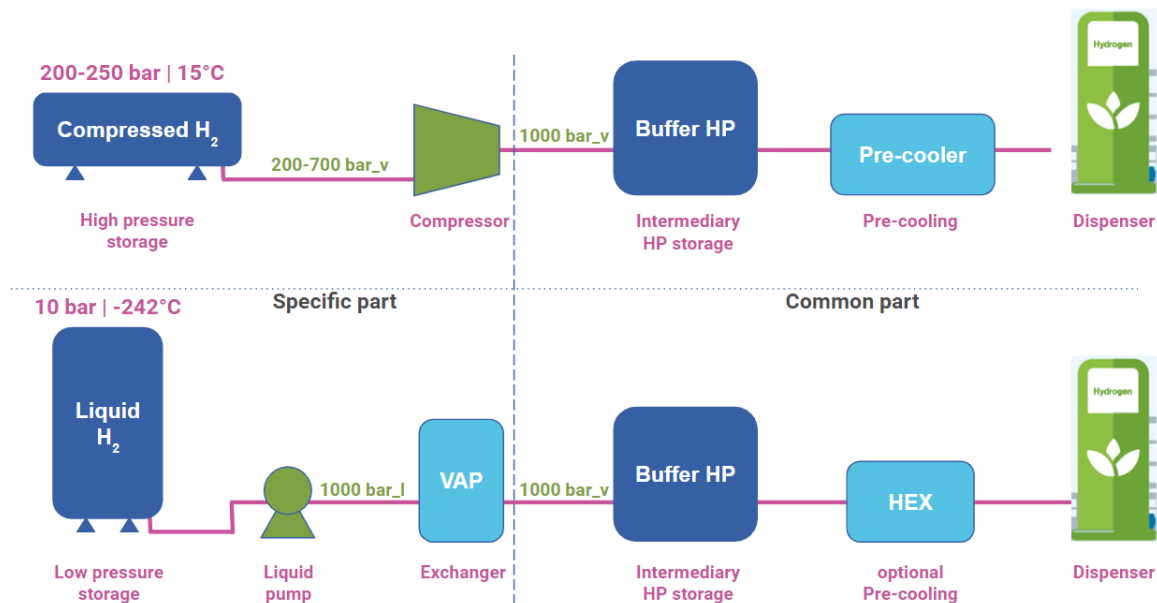 200-250 bar | 15°C
Compressed H₂
200-700 bar_v
1000 bar_v
Buffer HP
Pre-cooler
Hydrogen
High pressure
storage
Compressor
Intermediary
HP storage
Pre-cooling
Dispenser
Specific part
Common part
10 bar | -242°C
Liquid
H₂
1000 bar_l
VAP
1000 bar_v
Buffer HP
HEX
Hydrogen
Low pressure
storage
Liquid
pump
Exchanger
Intermediary
HP storage
optional
Pre-cooling
Dispenser